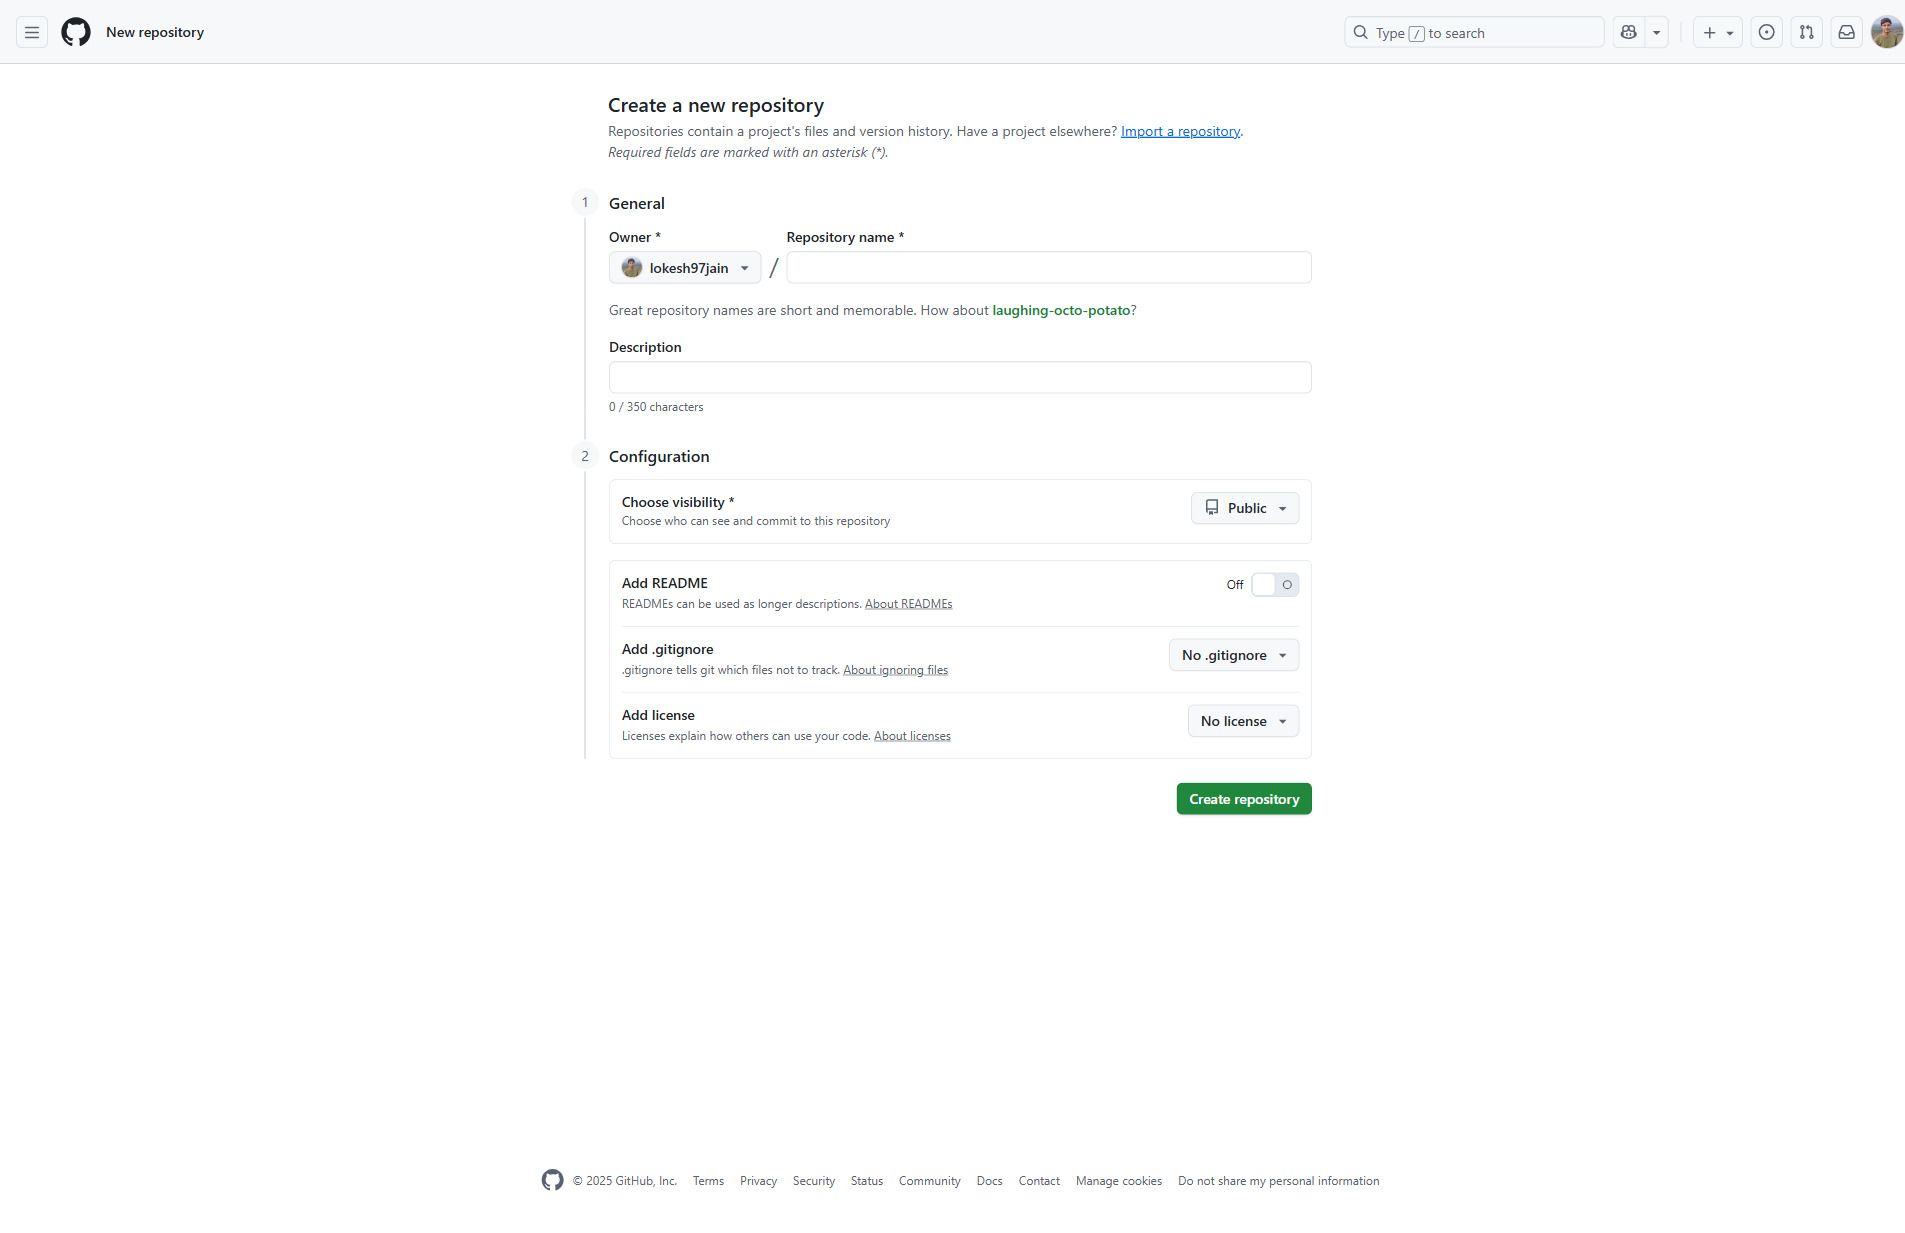 New repository
Type / to search
Create a new repository
Repositories contain a project's files and version history. Have a project elsewhere? Import a repository.
Required fields are marked with an asterisk (*).
1 General
Owner * Repository name *
lokesh97jain /
Great repository names are short and memorable. How about laughing-octo-potato?
Description
0 / 350 characters
2 Configuration
Choose visibility *
Choose who can see and commit to this repository
Public
Add README
READMEs can be used as longer descriptions. About READMEs
Off
Add .gitignore
.gitignore tells git which files not to track. About ignoring files
No .gitignore
Add license
Licenses explain how others can use your code. About licenses
No license
Create repository
© 2025 GitHub, Inc. Terms Privacy Security Status Community Docs Contact Manage cookies Do not share my personal information